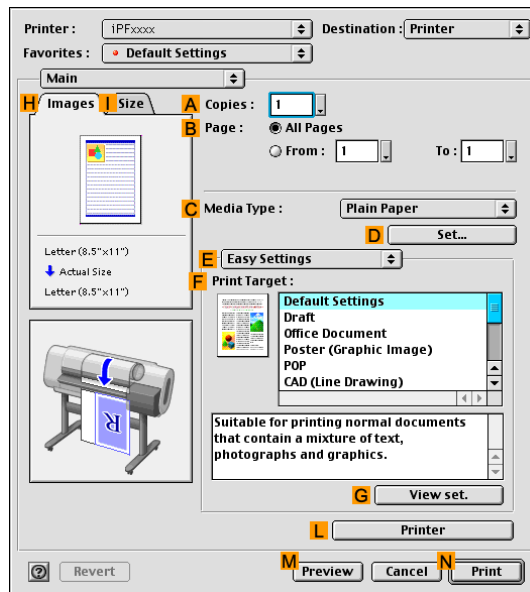 Printer : iPFxxxx Destination : Printer
Favorites : Default Settings
Main
H Images I Size
A Copies : 1
B Page : All Pages
From : 1 To : 1
C Media Type : Plain Paper
D Set...
Letter (8.5"x11")
Actual Size
Letter (8.5"x11")
E Easy Settings
F Print Target :
Default Settings
Draft
Office Document
Poster (Graphic Image)
POP
CAD (Line Drawing)
R
Suitable for printing normal documents
that contain a mixture of text,
photographs and graphics.
G View set.
L Printer
? Revert M Preview Cancel N Print